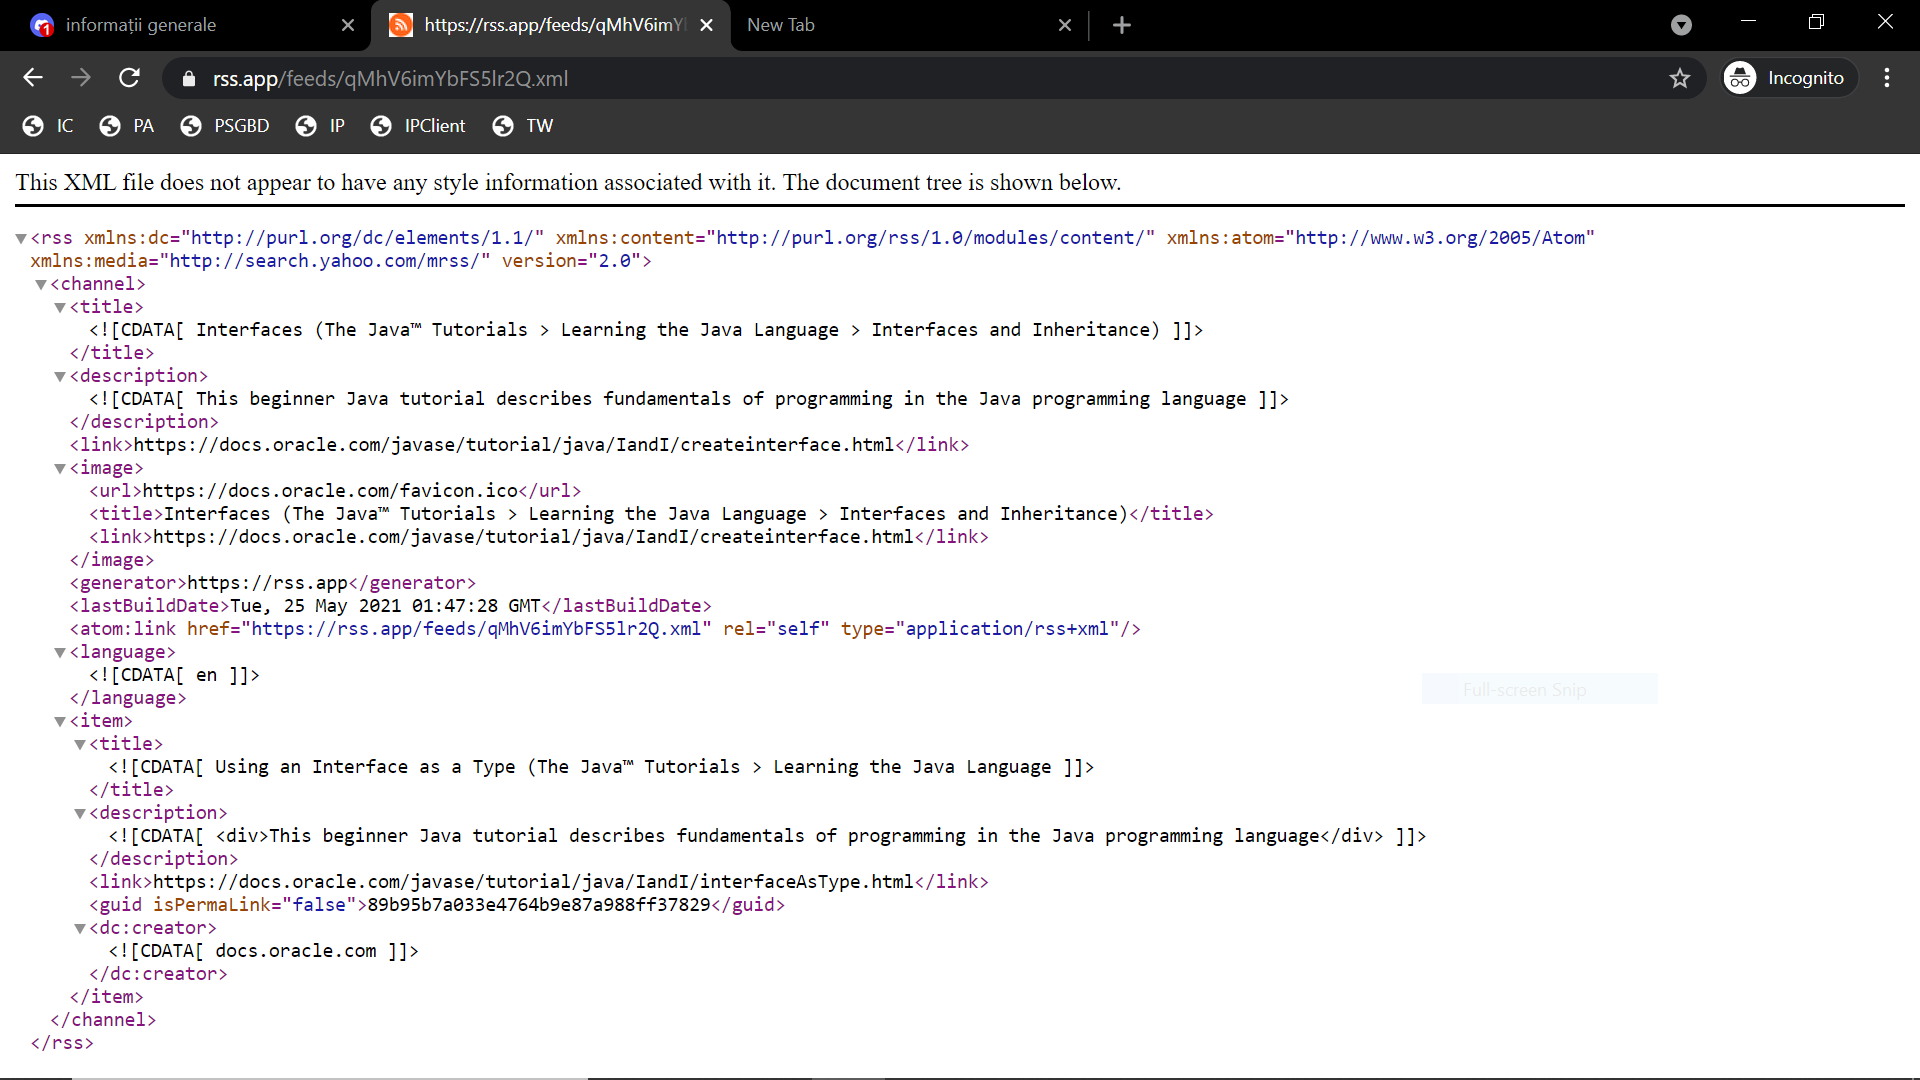 informații generale
https://rss.app/feeds/qMhV6imY
New Tab
rss.app/feeds/qMhV6imYbFS5lr2Q.xml
Incognito
IC PA PSGBD IP IPClient TW
This XML file does not appear to have any style information associated with it. The document tree is shown below.
<rss xmlns:dc="http://purl.org/dc/elements/1.1/" xmlns:content="http://purl.org/rss/1.0/modules/content/" xmlns:atom="http://www.w3.org/2005/Atom"
xmlns:media="http://search.yahoo.com/mrss/" version="2.0">
<channel>
<title>
<![CDATA[ Interfaces (The Java™ Tutorials > Learning the Java Language > Interfaces and Inheritance) ]]>
</title>
<description>
<![CDATA[ This beginner Java tutorial describes fundamentals of programming in the Java programming language ]]>
</description>
<link>https://docs.oracle.com/javase/tutorial/java/IandI/createinterface.html</link>
<image>
<url>https://docs.oracle.com/favicon.ico</url>
<title>Interfaces (The Java™ Tutorials > Learning the Java Language > Interfaces and Inheritance)</title>
<link>https://docs.oracle.com/javase/tutorial/java/IandI/createinterface.html</link>
</image>
<generator>https://rss.app</generator>
<lastBuildDate>Tue, 25 May 2021 01:47:28 GMT</lastBuildDate>
<atom:link href="https://rss.app/feeds/qMhV6imYbFS5lr2Q.xml" rel="self" type="application/rss+xml"/>
<language>
<![CDATA[ en ]]>
</language>
Full-screen Snip
<item>
<title>
<![CDATA[ Using an Interface as a Type (The Java™ Tutorials > Learning the Java Language ]]>
</title>
<description>
<![CDATA[ <div>This beginner Java tutorial describes fundamentals of programming in the Java programming language</div> ]]>
</description>
<link>https://docs.oracle.com/javase/tutorial/java/IandI/interfaceAsType.html</link>
<guid isPermaLink="false">89b95b7a033e4764b9e87a988ff37829</guid>
<dc:creator>
<![CDATA[ docs.oracle.com ]]>
</dc:creator>
</item>
</channel>
</rss>